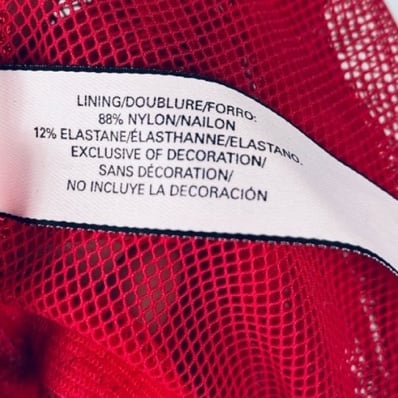 LINING/DOUBLURE/FORRO:
88% NYLON/NAILON
12% ELASTANE/ÉLASTHANNE/ELASTANO.
EXCLUSIVE OF DECORATION/
SANS DÉCORATION/
NO INCLUYE LA DECORACIÓN